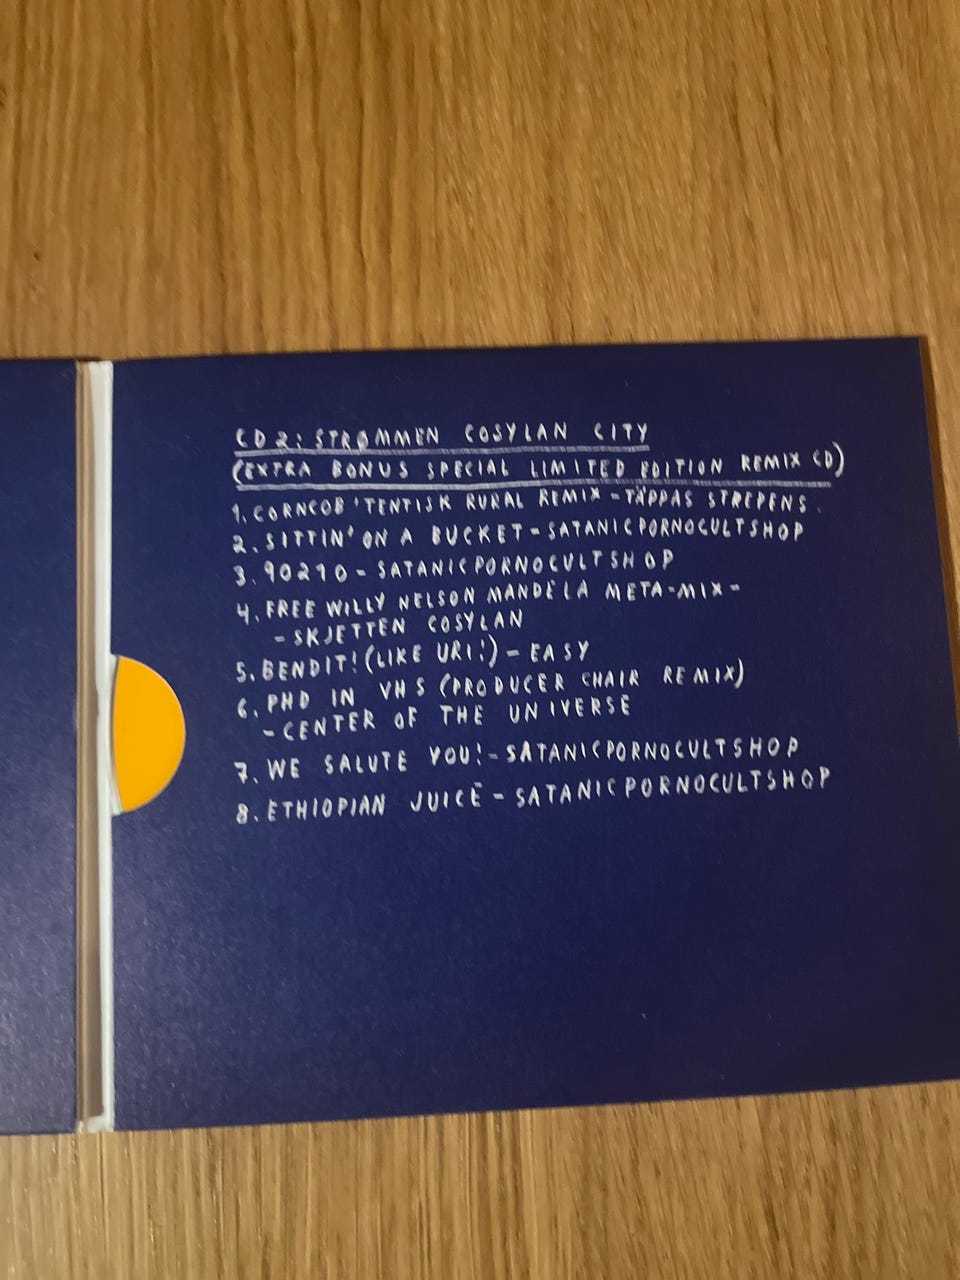 CD 2: STRØMMEN COSYLAN CITY
(EXTRA BONUS SPECIAL LIMITED EDITION REMIX CD)
1. CORNCOB 'TENTISK RURAL REMIX - TÄPPAS STREPENS.
2. SITTIN' ON A BUCKET - SATANICPORNOCULTSHOP
3. 90210 - SATANICPORNOCULTSHOP
4. FREE WILLY NELSON MANDELA META-MIX -
- SKJETTEN COSYLAN
5. BENDIT! (LIKE URI!) - EASY
6. PHD IN VHS (PRODUCER CHAIR REMIX)
- CENTER OF THE UNIVERSE
7. WE SALUTE YOU! - SATANICPORNOCULTSHOP
8. ETHIOPIAN JUICE - SATANICPORNOCULTSHOP